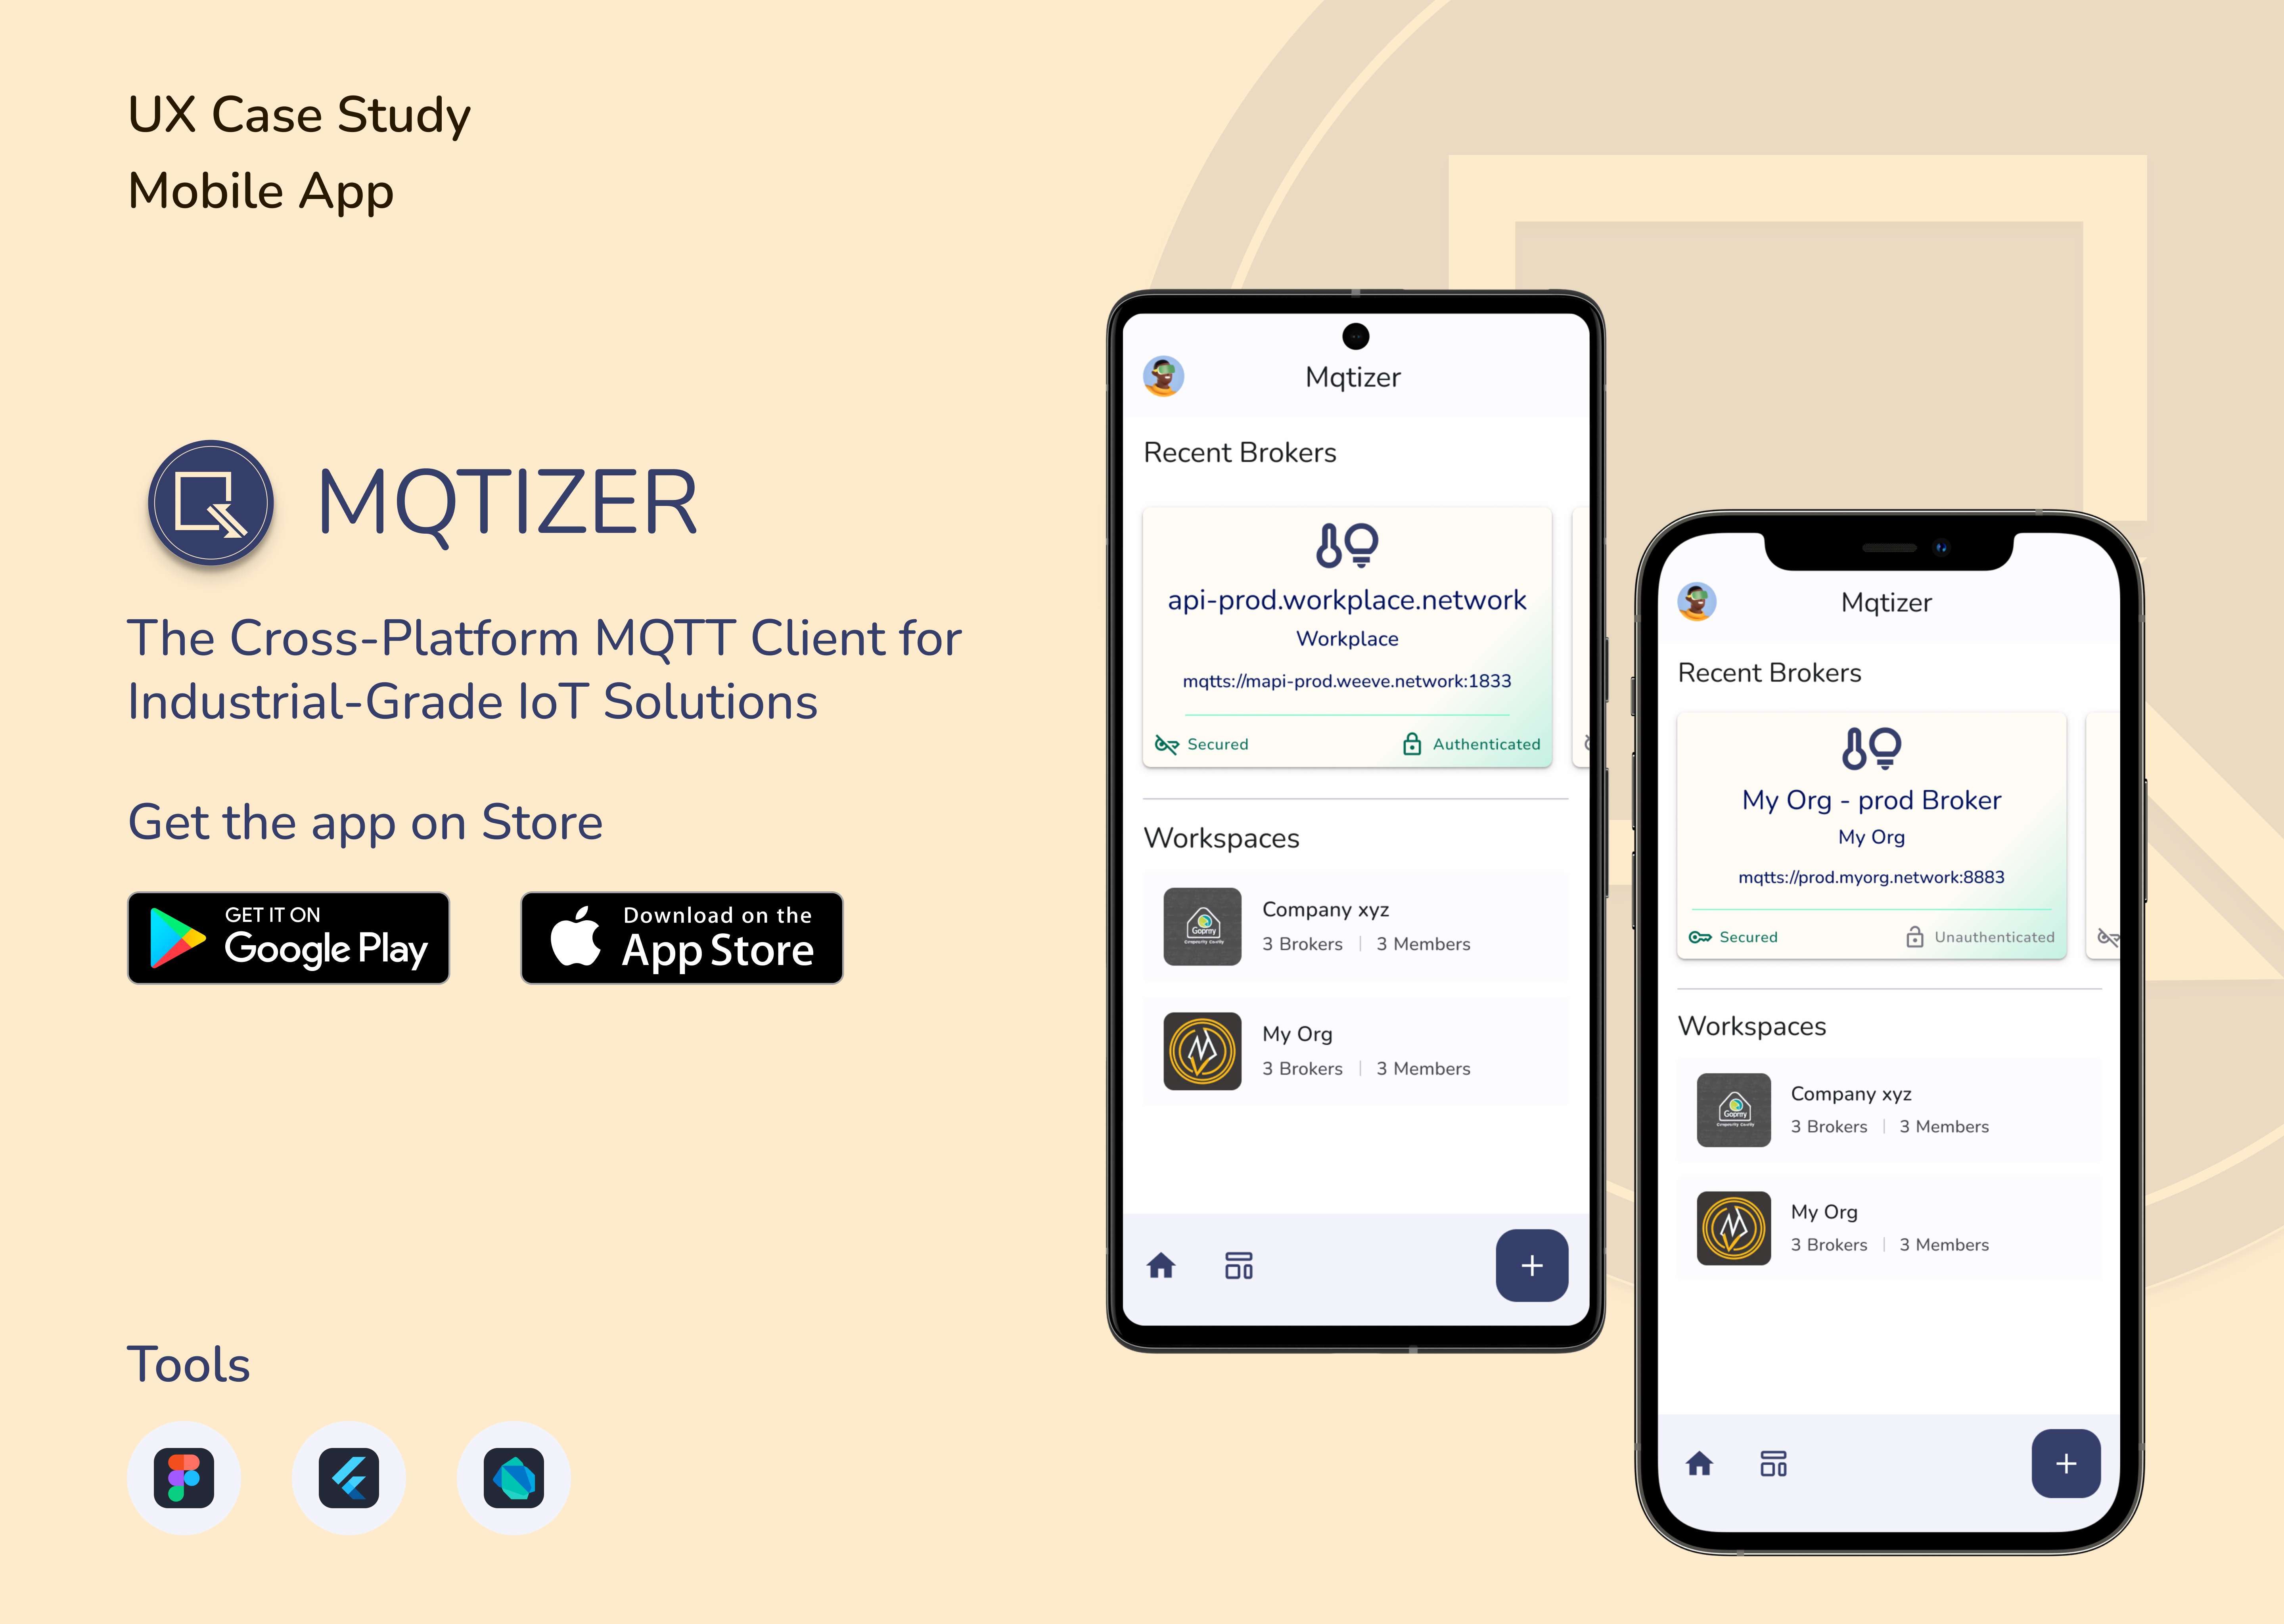 UX Case Study
Mobile App
MQTIZER
The Cross-Platform MQTT Client for
Industrial-Grade IoT Solutions
Get the app on Store
GET IT ON
Google Play
Download on the
App Store
Tools
Mqtizer
Recent Brokers
api-prod.workplace.network
Workplace
mqtts://mapi-prod.weeve.network:1833
Secured
Authenticated
Workspaces
Goprey
Company xyz
3 Brokers | 3 Members
My Org
3 Brokers | 3 Members
Mqtizer
Recent Brokers
My Org - prod Broker
My Org
mqtts://prod.myorg.network:8883
Secured
Unauthenticated
Workspaces
Company xyz
3 Brokers | 3 Members
My Org
3 Brokers | 3 Members